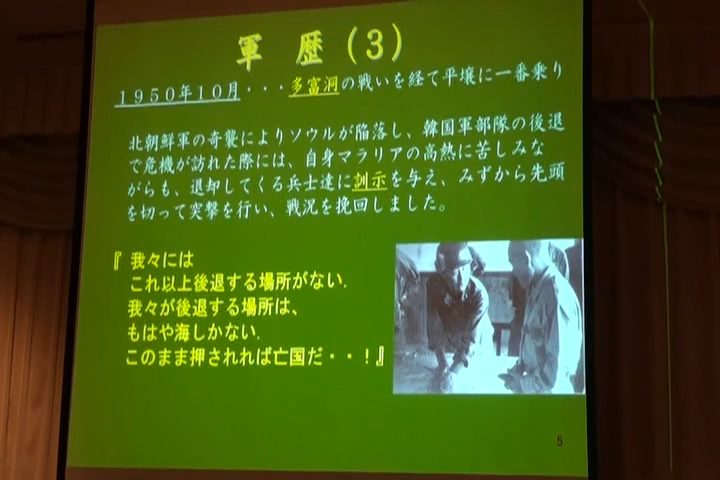 軍 歴（３）
１９５０年１０月・・・多富洞の戦いを経て平壌に一番乗り
北朝鮮軍の奇襲によりソウルが陥落し、韓国軍部隊の後退
で危機が訪れた際には、自身マラリアの高熱に苦しみな
がらも、退却してくる兵士達に訓示を与え、みずから先頭
を切って突撃を行い、戦況を挽回しました。
『 我々には
これ以上後退する場所がない．
我々が後退する場所は、
もはや海しかない．
このまま押されれば亡国だ・・！』
5